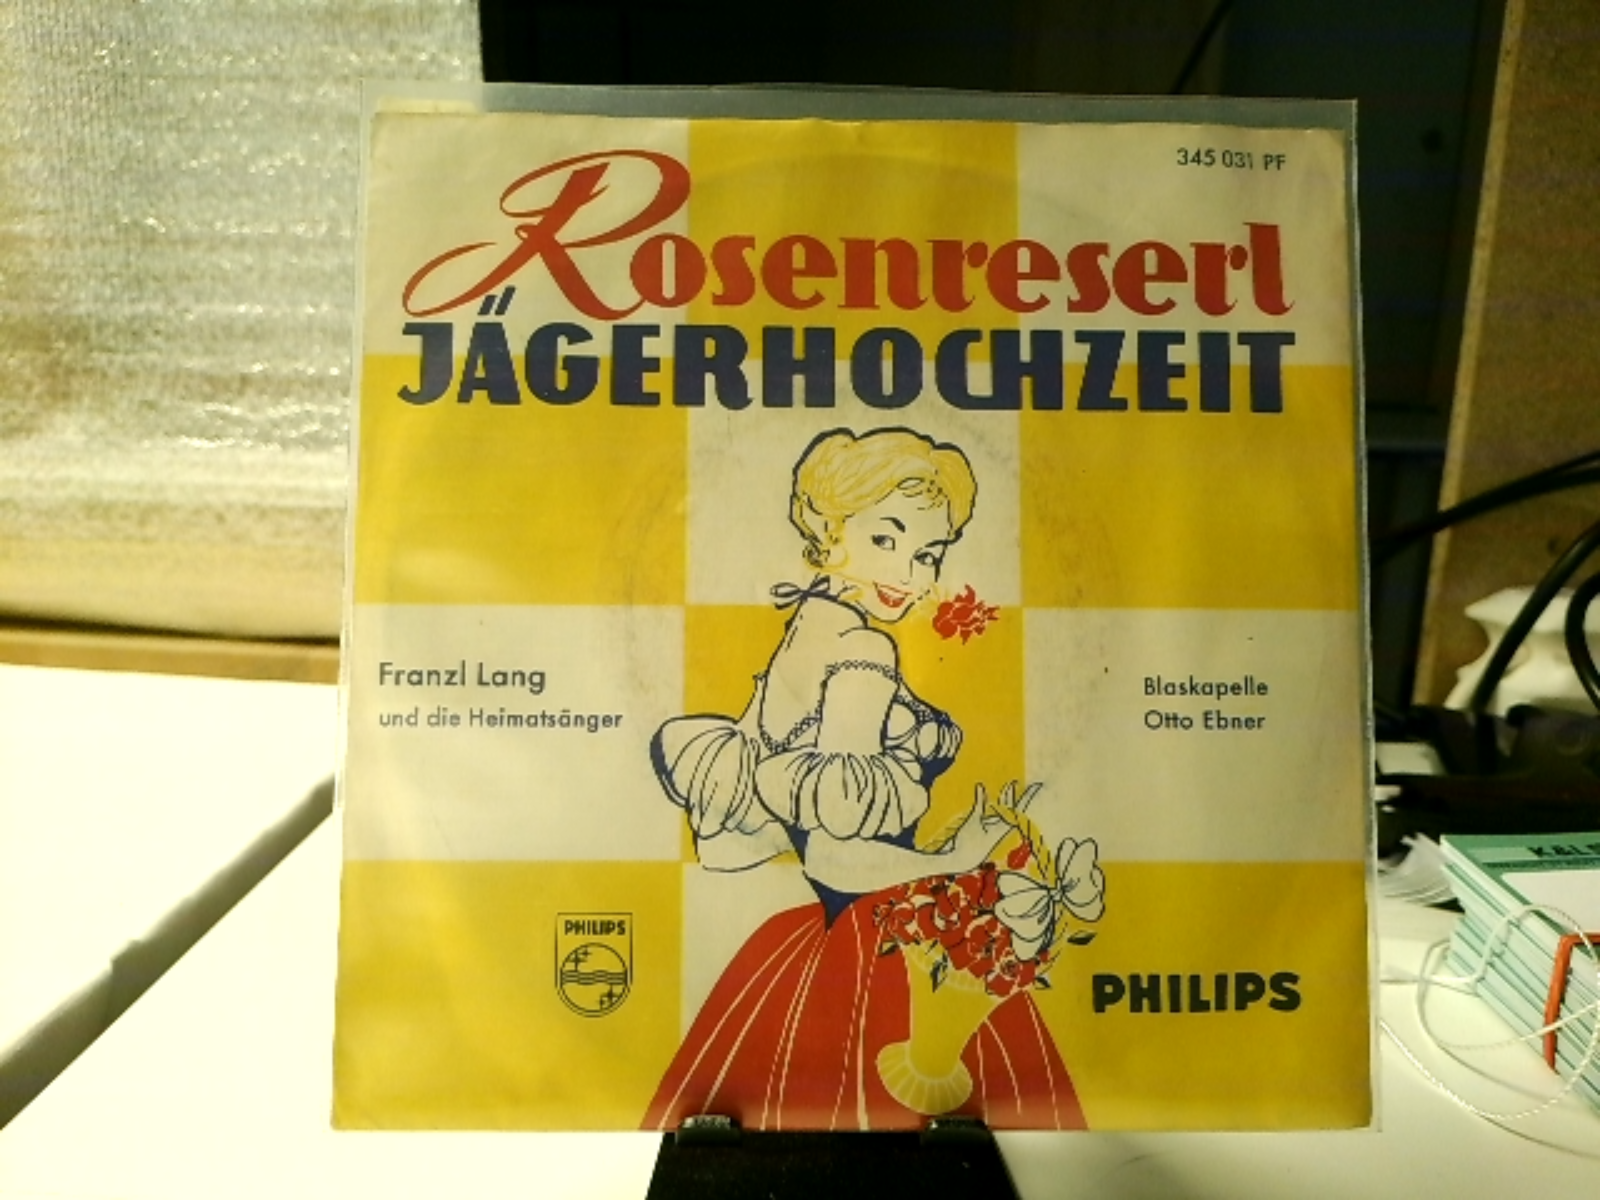 345 031 PF
Rosenreserl
JÄGERHOCHZEIT
Franzl Lang
und die Heimatsänger
Blaskapelle
Otto Ebner
PHILIPS
PHILIPS